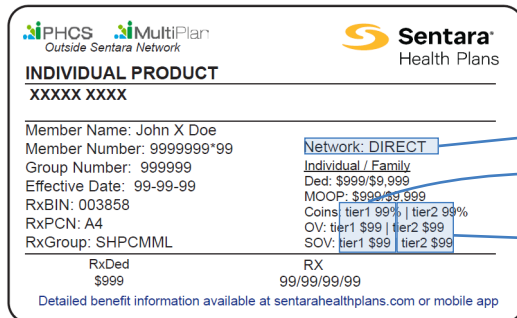 PHCS MultiPlan
Outside Sentara Network
Sentara
Health Plans
INDIVIDUAL PRODUCT
XXXXX XXXX
Member Name: John X Doe
Member Number: 9999999*99
Group Number: 999999
Effective Date: 99-99-99
RxBIN: 003858
RxPCN: A4
RxGroup: SHPCMML
Network: DIRECT
Individual / Family
Ded: $999/$9,999
MOOP: $999/$9,999
Coins: tier1 99% | tier2 99%
OV: tier1 $99 | tier2 $99
SOV: tier1 $99 | tier2 $99
RxDed
$999
RX
99/99/99/99
Detailed benefit information available at sentarahealthplans.com or mobile app